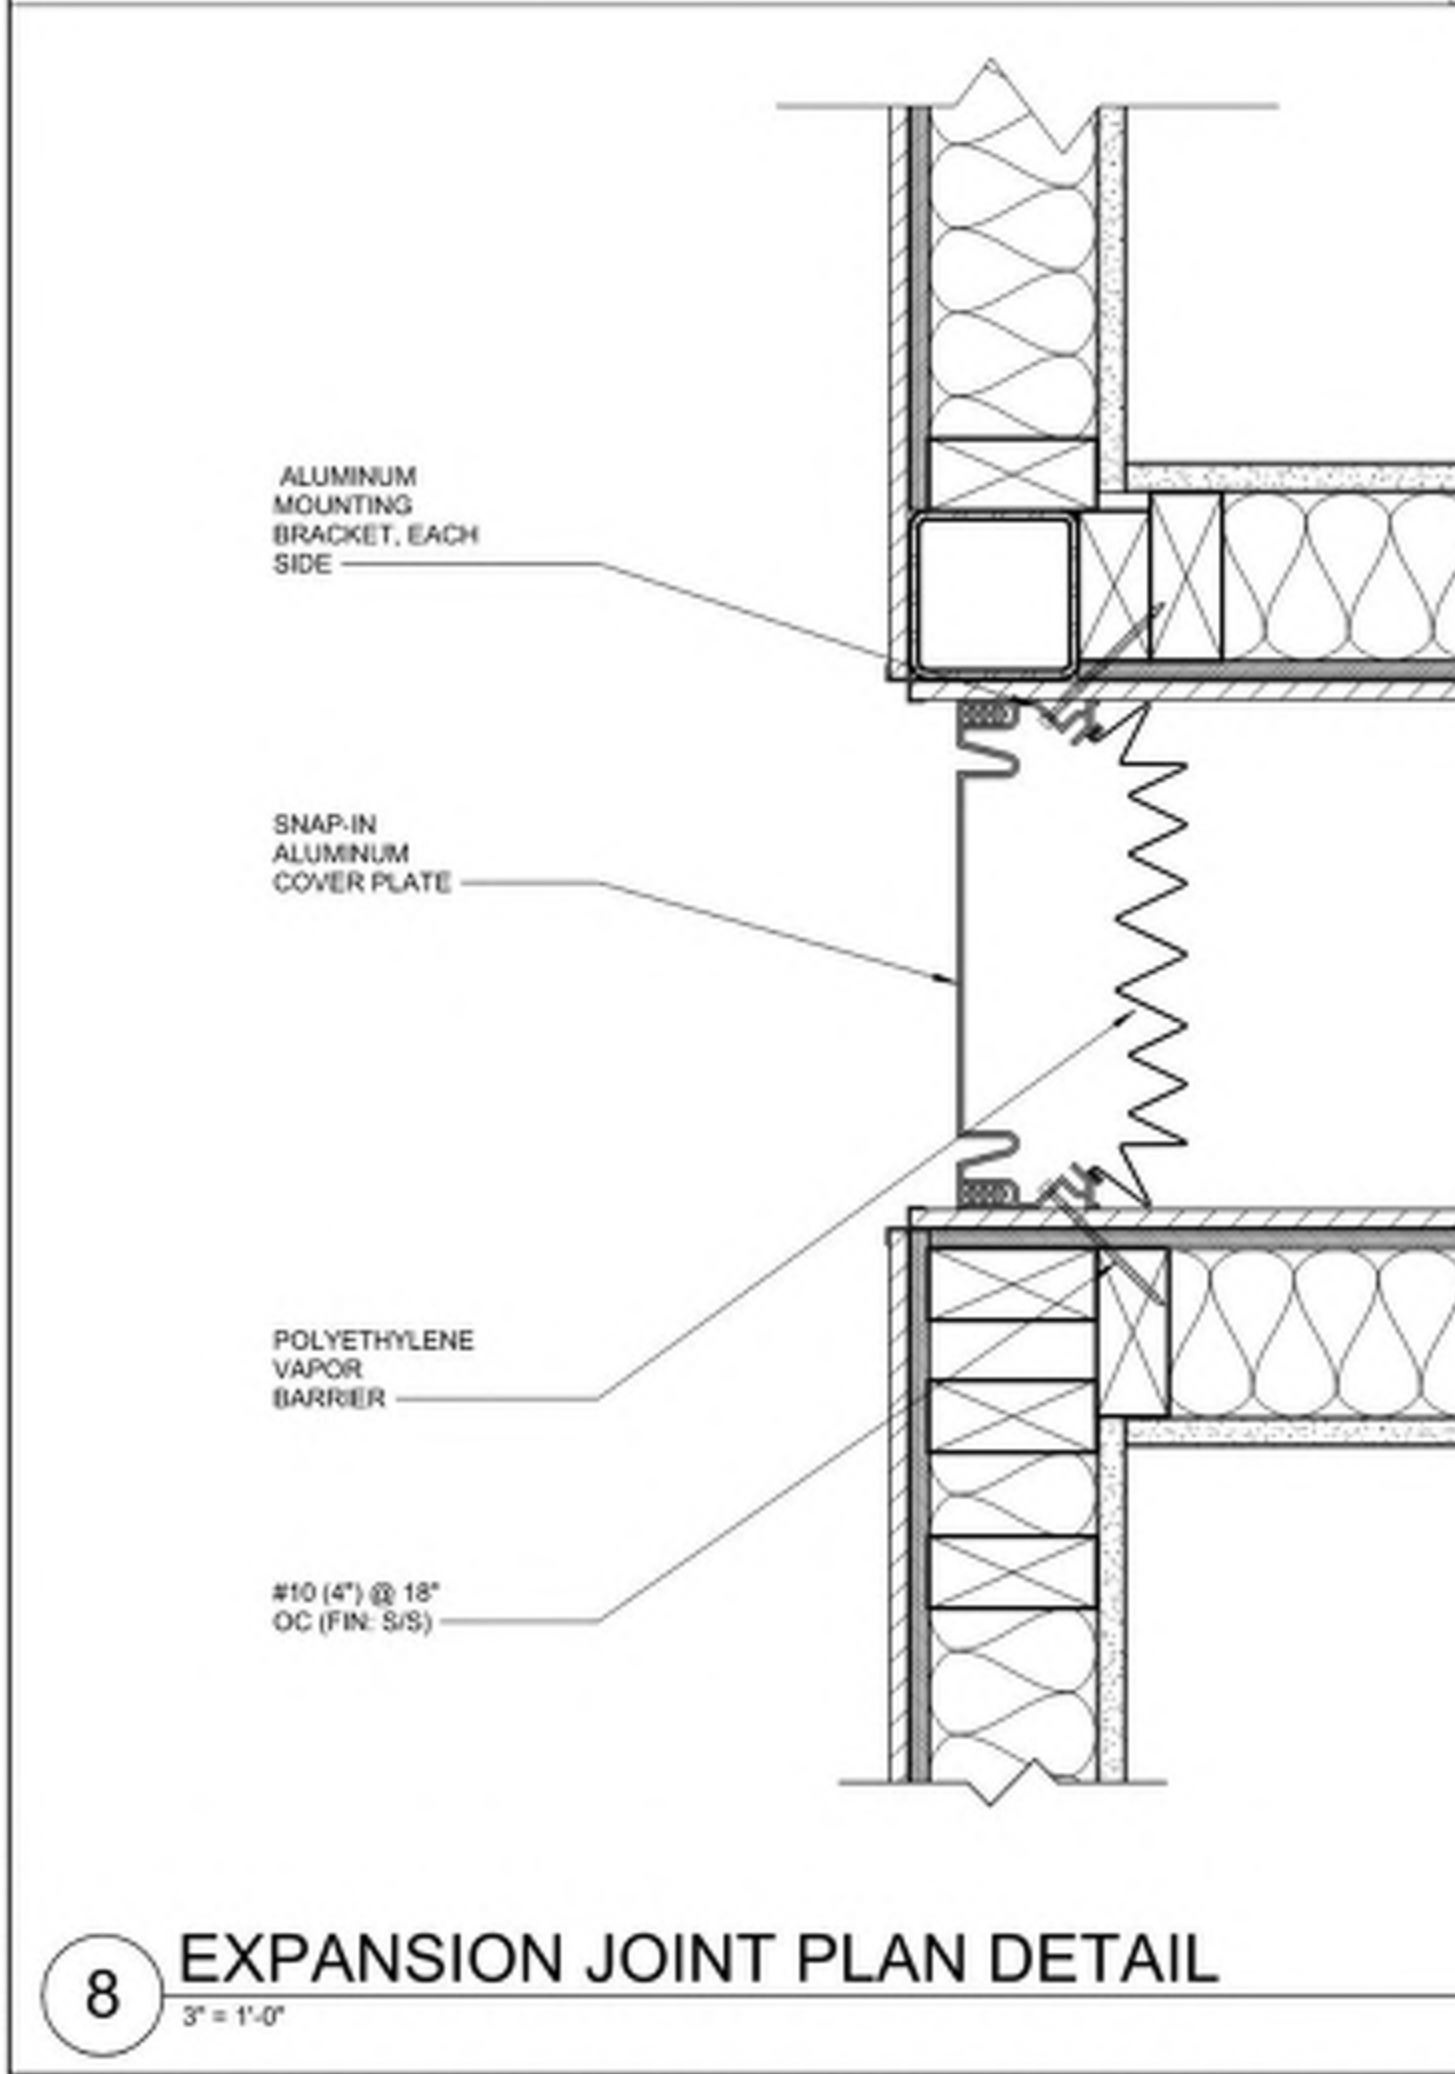 ALUMINUM
MOUNTING
BRACKET, EACH
SIDE
SNAP-IN
ALUMINUM
COVER PLATE
POLYETHYLENE
VAPOR
BARRIER
#10 (4") @ 18"
OC (FIN: S/S)
8
EXPANSION JOINT PLAN DETAIL
3" = 1'-0"